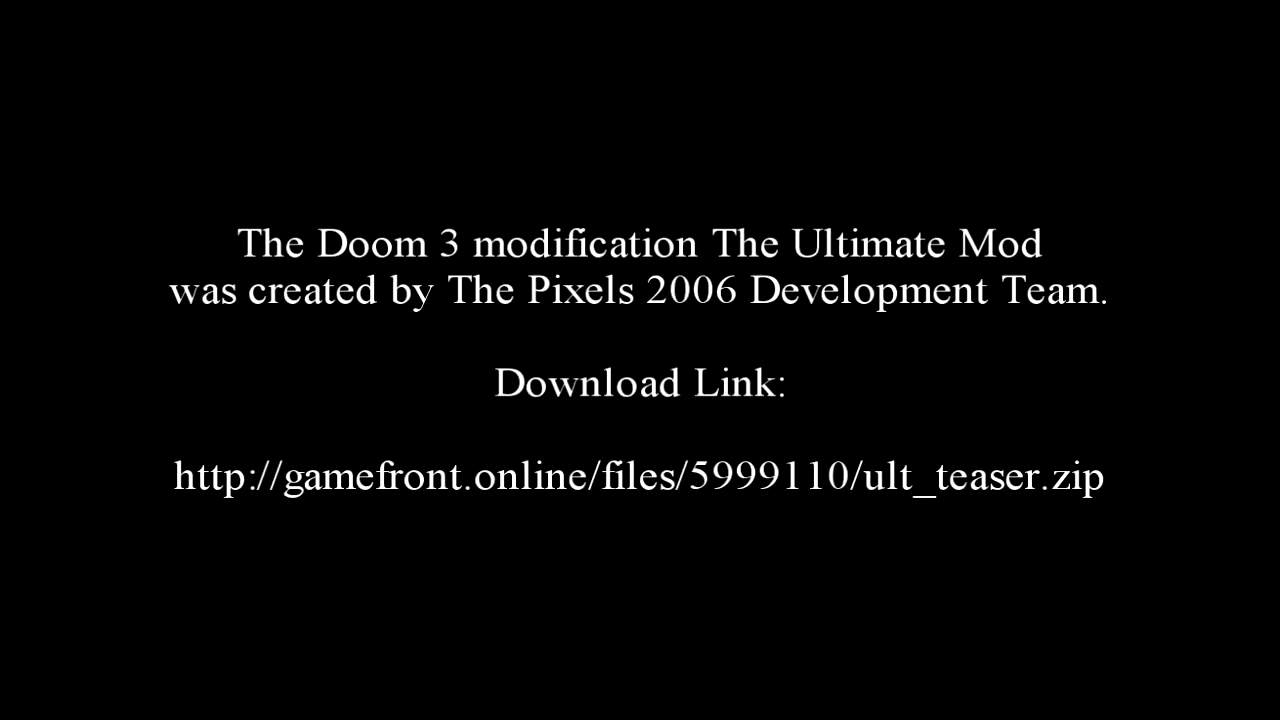 The Doom 3 modification The Ultimate Mod
was created by The Pixels 2006 Development Team.
Download Link:
http://gamefront.online/files/5999110/ult_teaser.zip